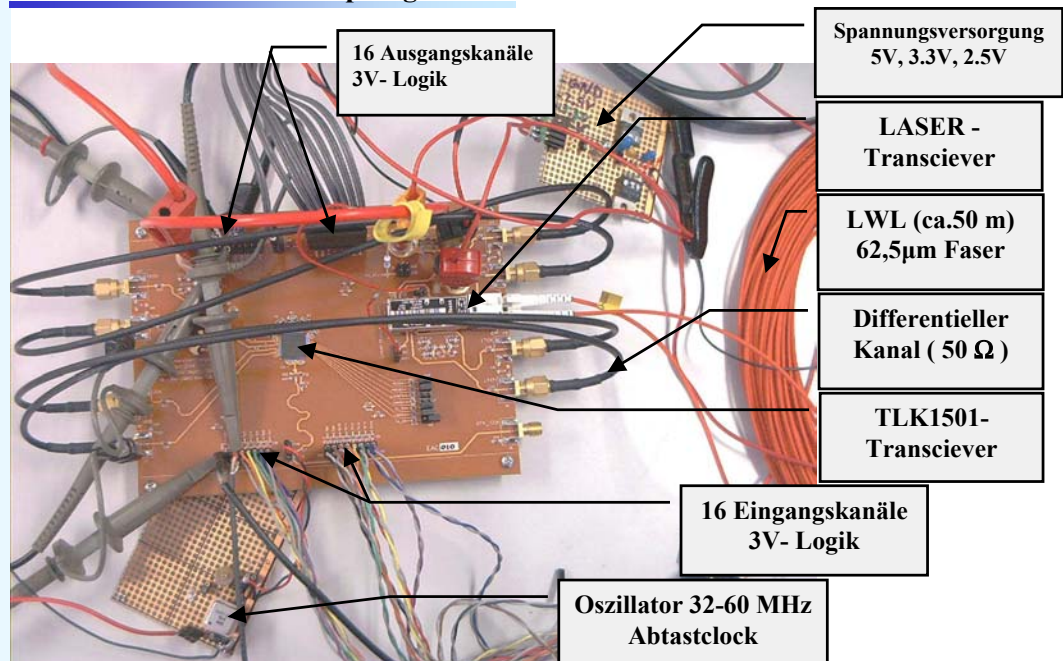 16 Ausgangskanäle
3V- Logik
Spannungsversorgung
5V, 3.3V, 2.5V
LASER -
Transciever
LWL (ca.50 m)
62,5µm Faser
Differentieller
Kanal ( 50 Ω )
TLK1501-
Transciever
16 Eingangskanäle
3V- Logik
Oszillator 32-60 MHz
Abtastclock